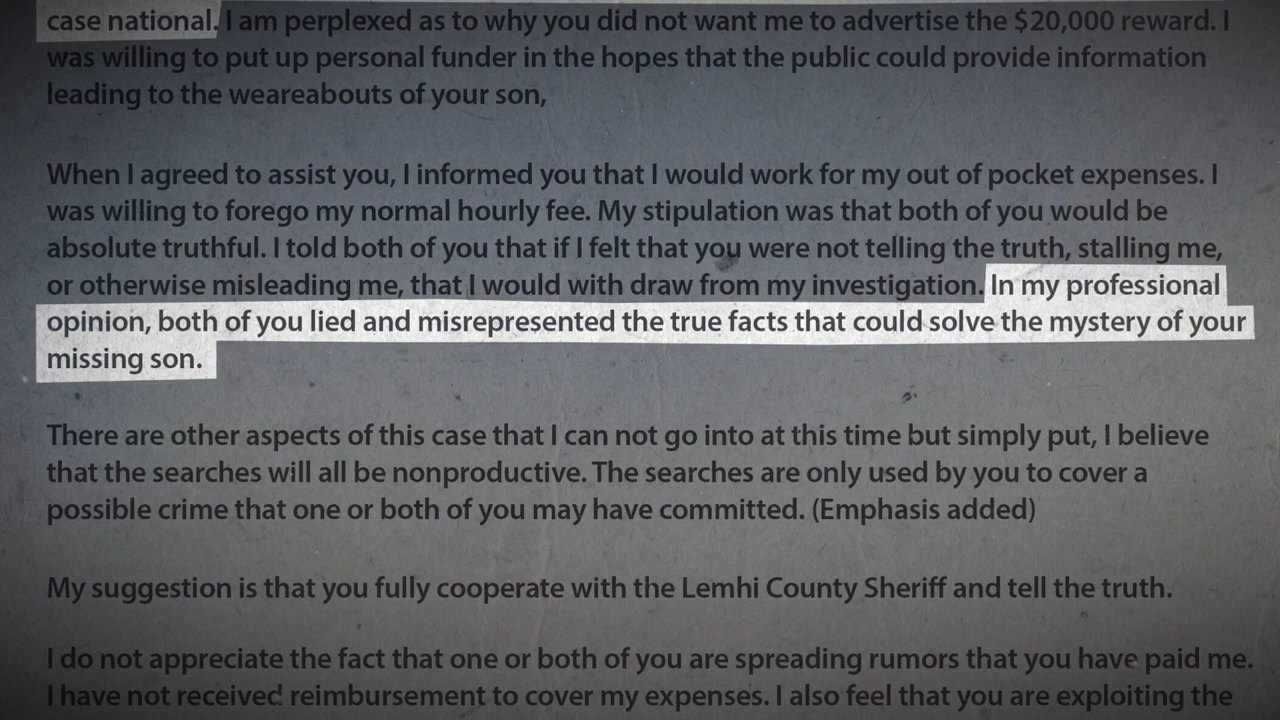 case national. I am perplexed as to why you did not want me to advertise the $20,000 reward. I
was willing to put up personal funder in the hopes that the public could provide information
leading to the weareabouts of your son,
When I agreed to assist you, I informed you that I would work for my out of pocket expenses. I
was willing to forego my normal hourly fee. My stipulation was that both of you would be
absolute truthful. I told both of you that if I felt that you were not telling the truth, stalling me,
or otherwise misleading me, that I would with draw from my investigation. In my professional
opinion, both of you lied and misrepresented the true facts that could solve the mystery of your
missing son.
There are other aspects of this case that I can not go into at this time but simply put, I believe
that the searches will all be nonproductive. The searches are only used by you to cover a
possible crime that one or both of you may have committed. (Emphasis added)
My suggestion is that you fully cooperate with the Lemhi County Sheriff and tell the truth.
I do not appreciate the fact that one or both of you are spreading rumors that you have paid me.
I have not received reimbursement to cover my expenses. I also feel that you are exploiting the